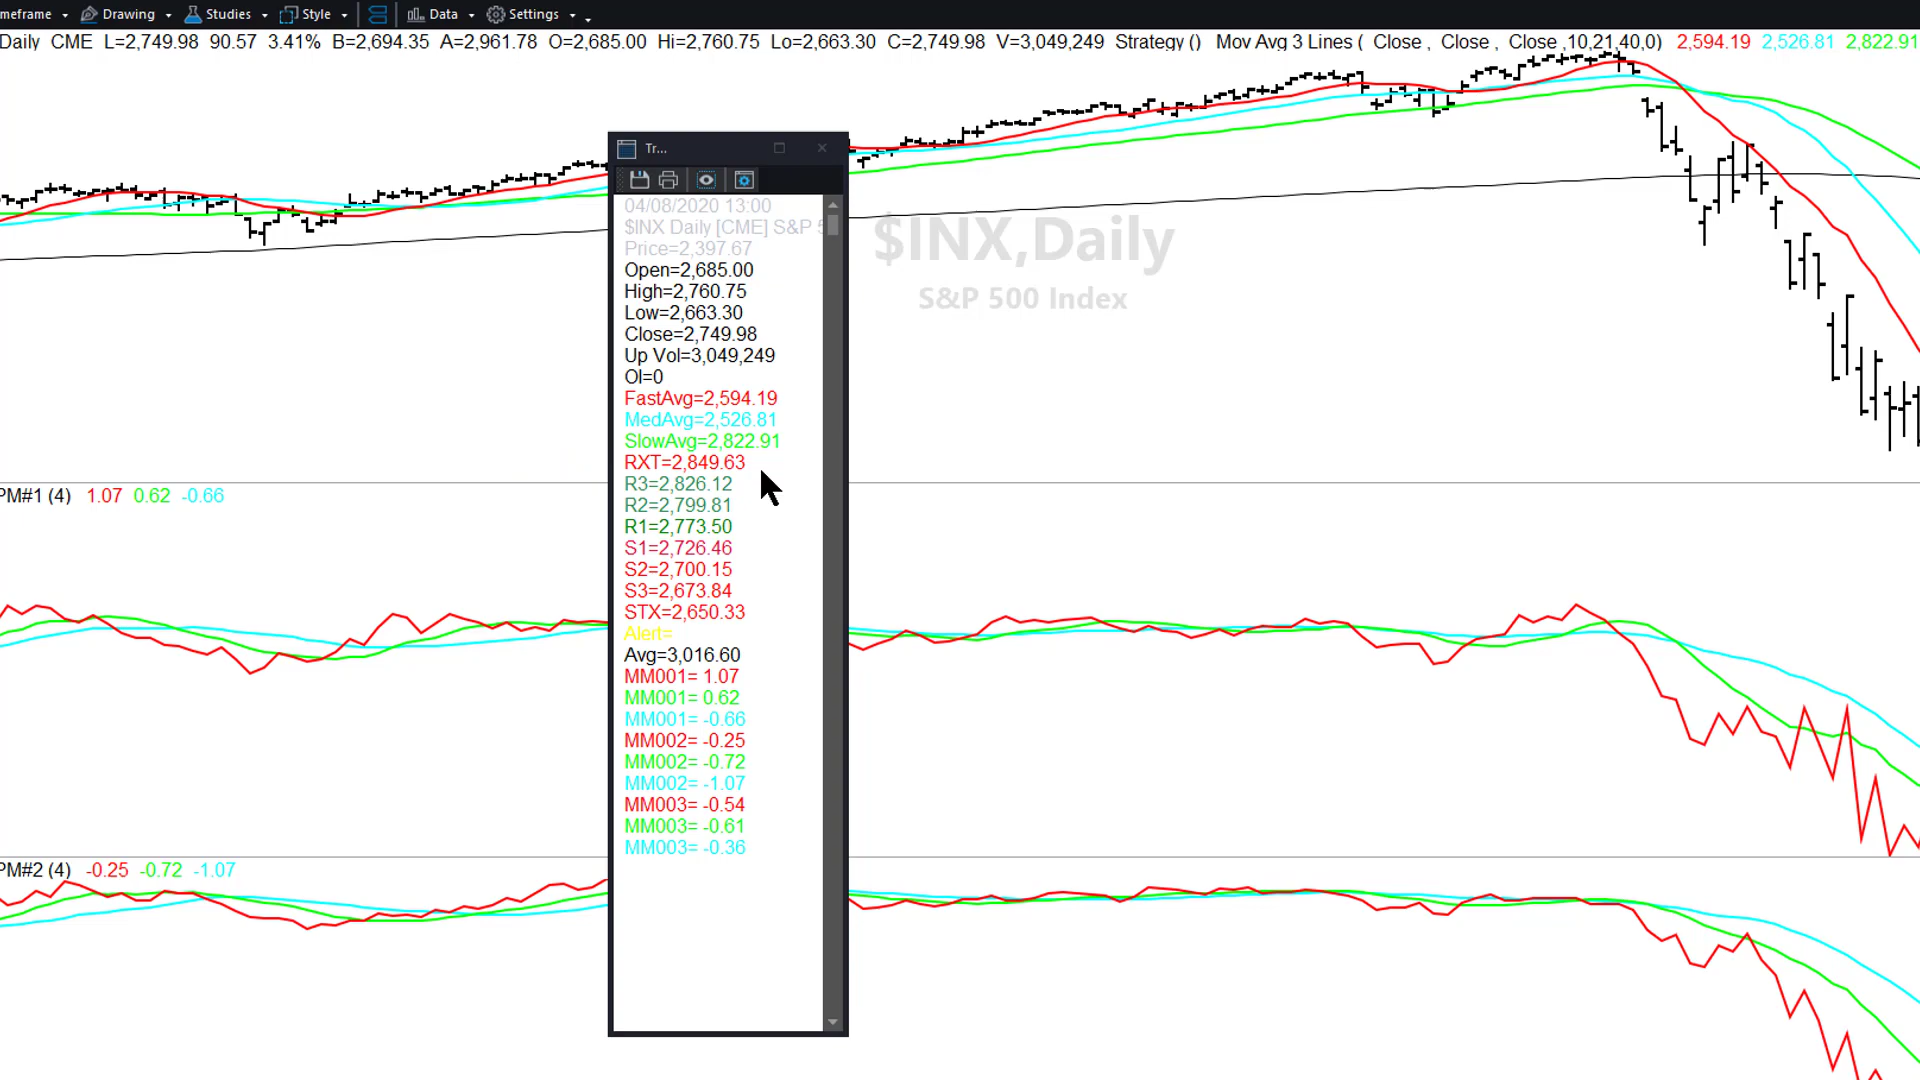 meframe Drawing Studies Style Data Settings
Daily CME L=2,749.98 90.57 3.41% B=2,694.35 A=2,961.78 O=2,685.00 Hi=2,760.75 Lo=2,663.30 C=2,749.98 V=3,049,249 Strategy () Mov Avg 3 Lines ( Close , Close , Close ,10,21,40,0) 2,594.19 2,526.81 2,822.91
Tr...
04/08/2020 13:00
$INX Daily [CME] S&P 5
Price=2,397.67
Open=2,685.00
High=2,760.75
Low=2,663.30
Close=2,749.98
Up Vol=3,049,249
OI=0
FastAvg=2,594.19
MedAvg=2,526.81
SlowAvg=2,822.91
RXT=2,849.63
R3=2,826.12
R2=2,799.81
R1=2,773.50
S1=2,726.46
S2=2,700.15
S3=2,673.84
STX=2,650.33
Alert=
Avg=3,016.60
MM001= 1.07
MM001= 0.62
MM001= -0.66
MM002= -0.25
MM002= -0.72
MM002= -1.07
MM003= -0.54
MM003= -0.61
MM003= -0.36
$INX,Daily
S&P 500 Index
PM#1 (4) 1.07 0.62 -0.66
PM#2 (4) -0.25 -0.72 -1.07